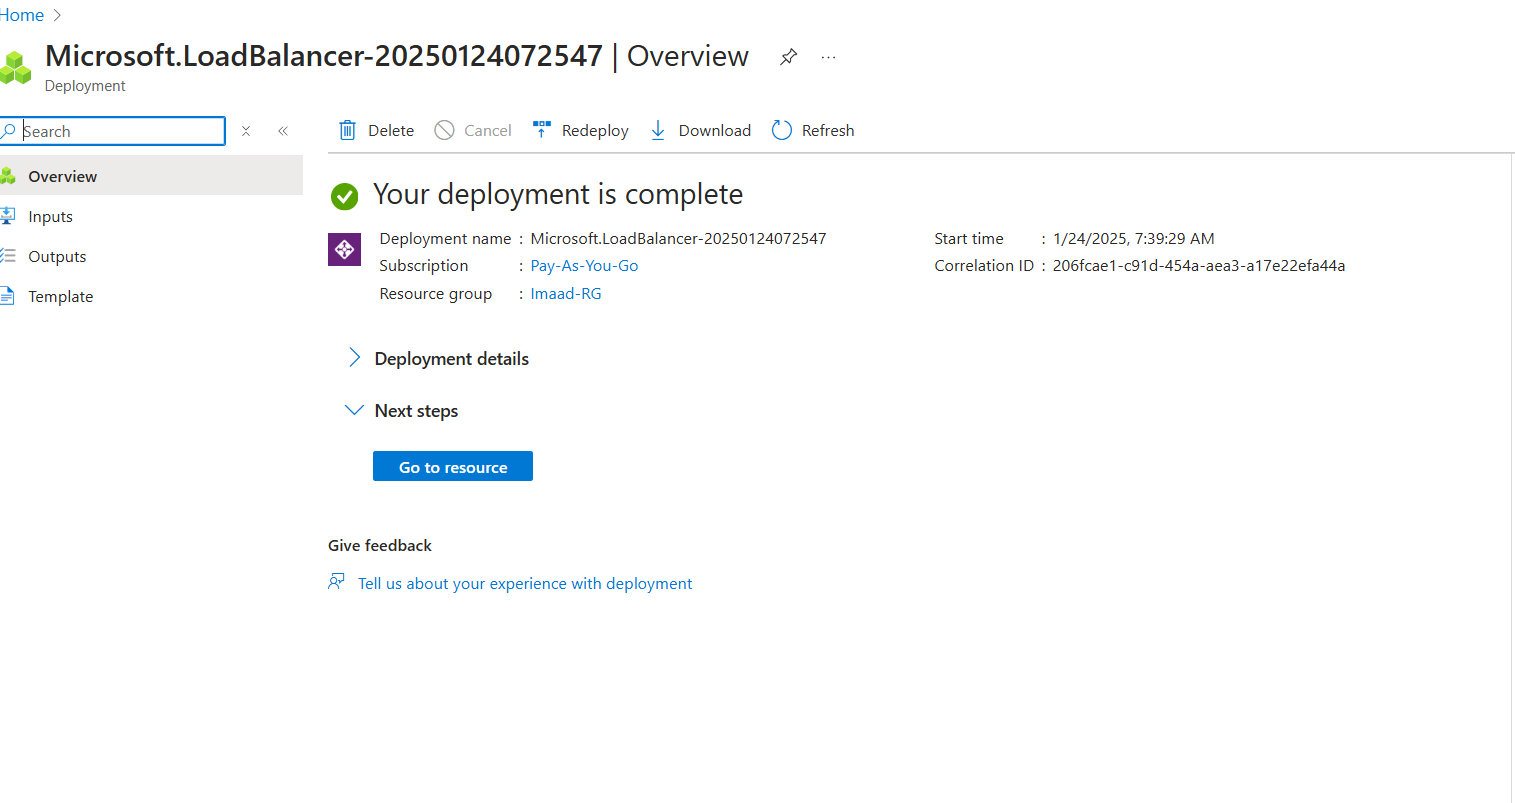 Home
Microsoft.LoadBalancer-20250124072547 | Overview
Deployment
Search
Delete Cancel Redeploy Download Refresh
Overview
Inputs
Outputs
Template
Your deployment is complete
Deployment name : Microsoft.LoadBalancer-20250124072547 Start time : 1/24/2025, 7:39:29 AM
Subscription : Pay-As-You-Go Correlation ID : 206fcae1-c91d-454a-aea3-a17e22efa44a
Resource group : Imaad-RG
Deployment details
Next steps
Go to resource
Give feedback
Tell us about your experience with deployment